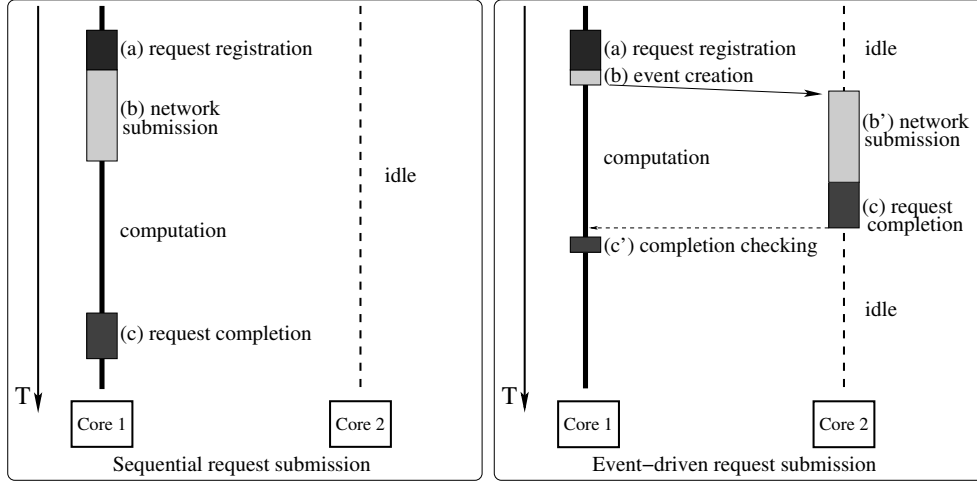 (a) request registration
(b) network
submission
idle
computation
(c) request completion
T
Core 1
Core 2
Sequential request submission
(a) request registration
idle
(b) event creation
(b') network
submission
computation
(c) request
completion
(c') completion checking
idle
T
Core 1
Core 2
Event-driven request submission